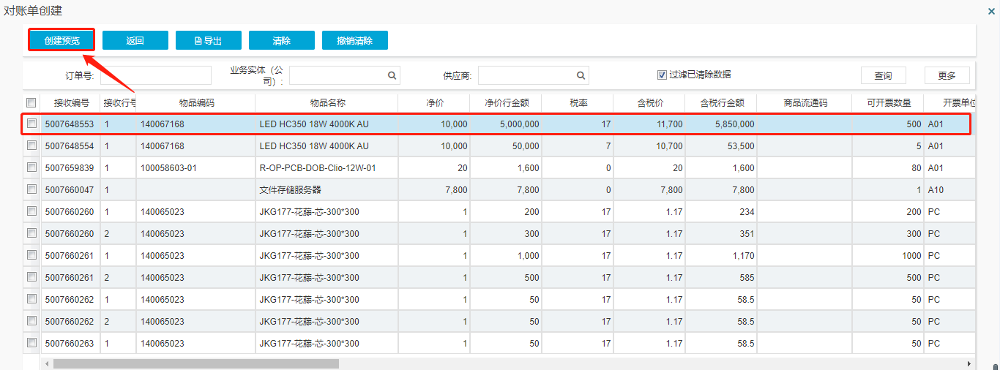 对账单创建
创建预览 返回 导出 清除 撤销清除
订单号: 业务实体（公司）: 供应商: 过滤已清除数据 查询 更多
接收编号 接收行号 物品编码 物品名称 净价 净价行金额 税率 含税价 含税行金额 商品流通码 可开票数量 开票单位
5007648553 1 140067168 LED HC350 18W 4000K AU 10,000 5,000,000 17 11,700 5,850,000 500 A01
5007648554 1 140067168 LED HC350 18W 4000K AU 10,000 50,000 7 10,700 53,500 5 A01
5007659839 1 100058603-01 R-OP-PCB-DOB-Clio-12W-01 20 1,600 0 20 1,600 80 A01
5007660047 1 文件存储服务器 7,800 7,800 0 7,800 7,800 1 A10
5007660260 1 140065023 JKG177-花藤-芯-300*300 1 200 17 1.17 234 200 PC
5007660260 2 140065023 JKG177-花藤-芯-300*300 1 300 17 1.17 351 300 PC
5007660261 1 140065023 JKG177-花藤-芯-300*300 1 1,000 17 1.17 1,170 1000 PC
5007660261 2 140065023 JKG177-花藤-芯-300*300 1 500 17 1.17 585 500 PC
5007660262 1 140065023 JKG177-花藤-芯-300*300 1 50 17 1.17 58.5 50 PC
5007660262 2 140065023 JKG177-花藤-芯-300*300 1 50 17 1.17 58.5 50 PC
5007660263 1 140065023 JKG177-花藤-芯-300*300 1 50 17 1.17 58.5 50 PC